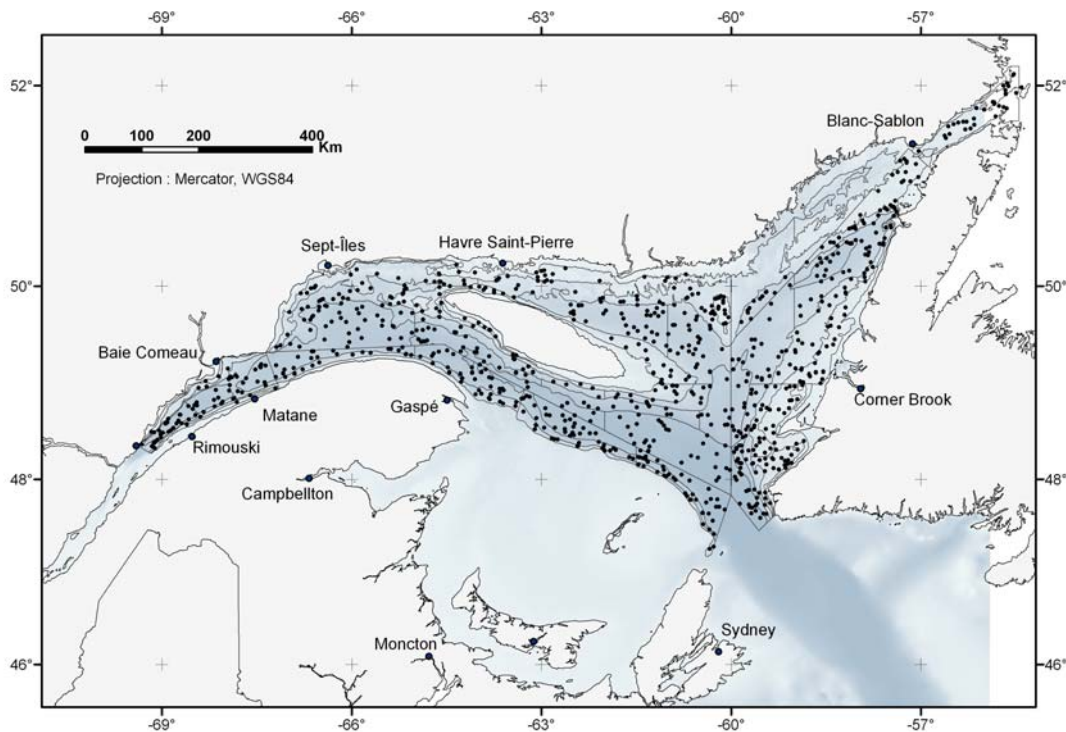 -69° -66° -63° -60° -57°
52° 52°
Blanc-Sablon
0 100 200 400
Km
Projection : Mercator, WGS84
Sept-Îles Havre Saint-Pierre
50° 50°
Baie Comeau
Matane Gaspé Corner Brook
Rimouski
48° 48°
Campbellton
Moncton Sydney
46° 46°
-69° -66° -63° -60° -57°